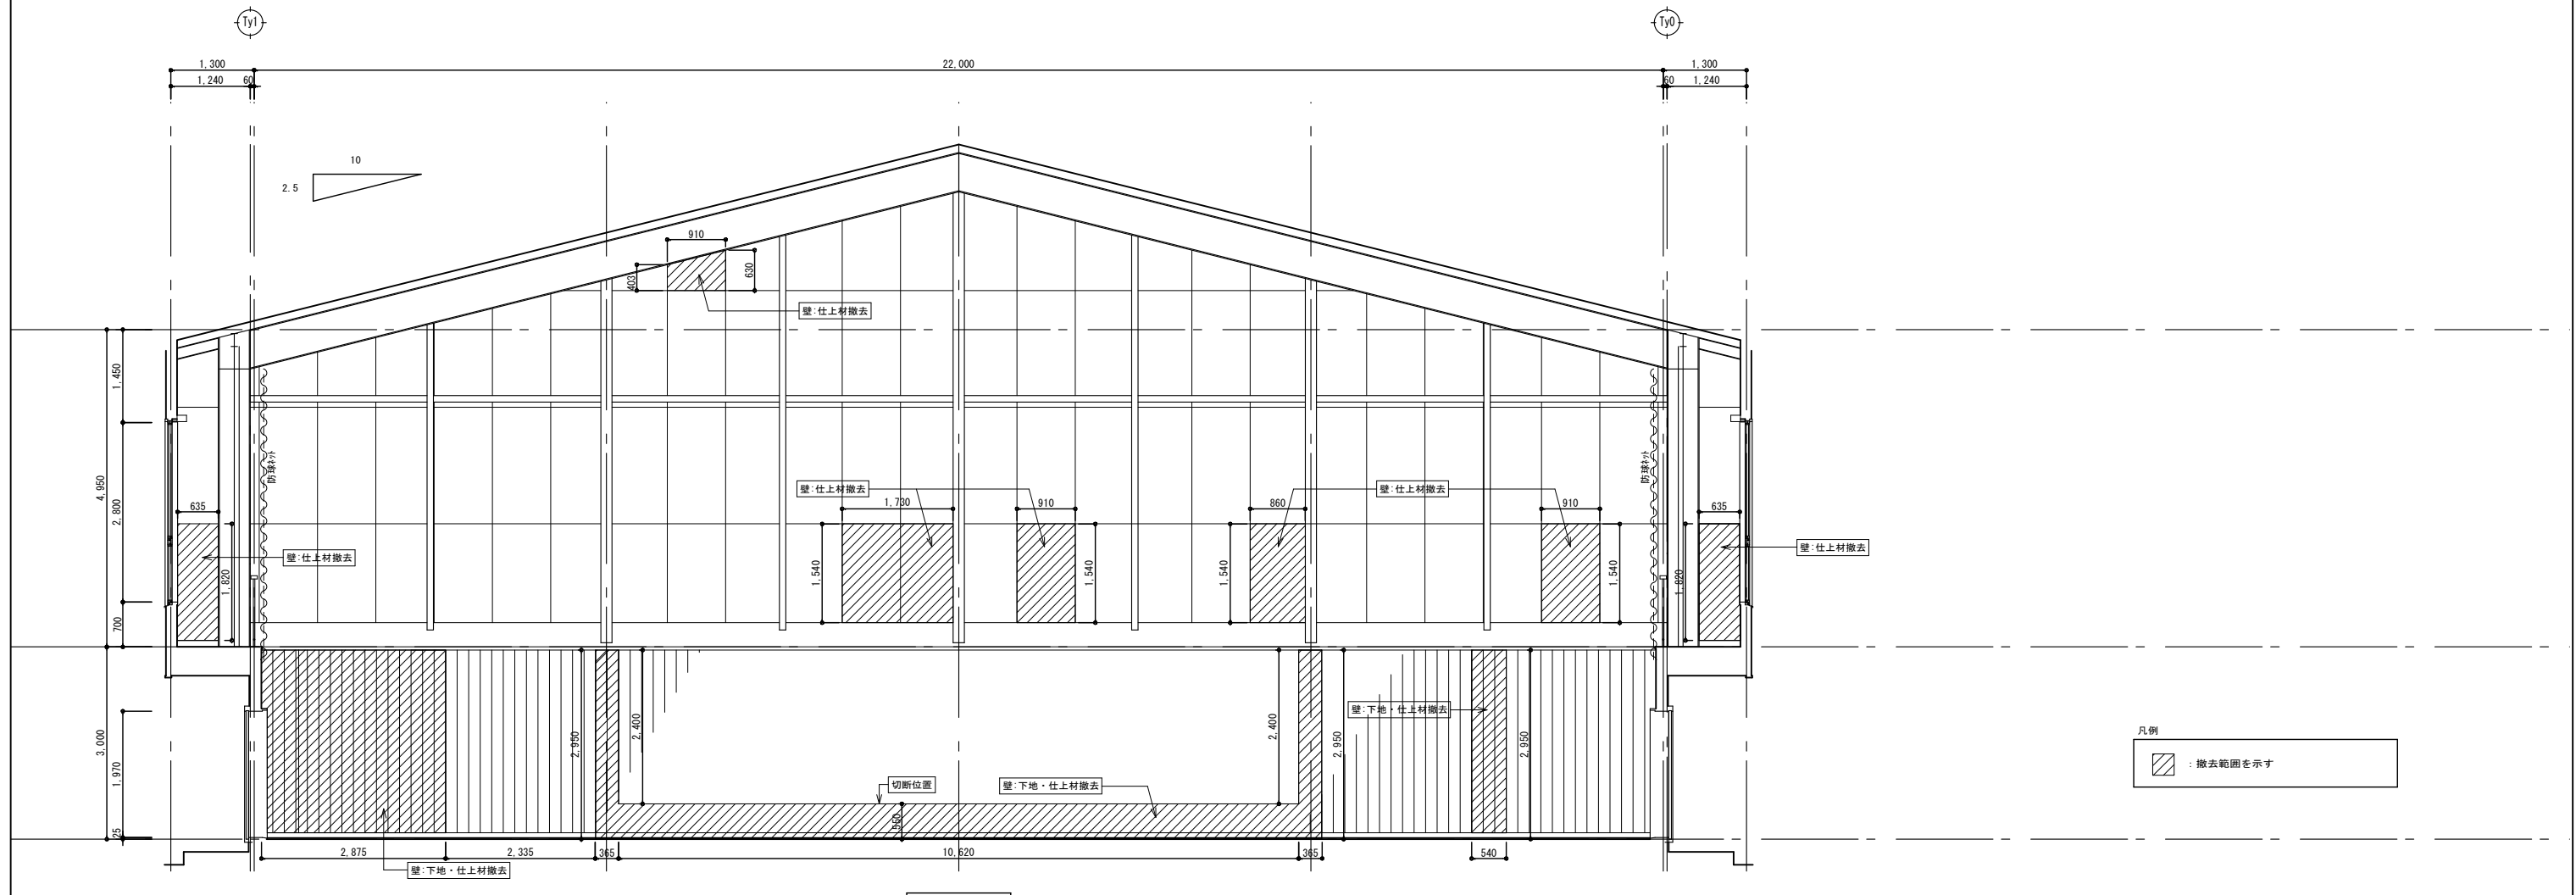 Ty1
Ty0
1,300
22,000
1,300
1,240
60
60
1,240
10
2.5
910
403
630
壁:仕上材撤去
1,450
4,950
2,800
700
防球ネット
防球ネット
635
壁:仕上材撤去
1,820
壁:仕上材撤去
1,730
910
1,540
1,540
壁:仕上材撤去
860
910
1,540
1,540
635
1,820
壁:仕上材撤去
3,000
1,970
25
2,950
2,400
2,400
2,950
壁:下地・仕上材撤去
2,950
切断位置
560
壁:下地・仕上材撤去
2,875
2,335
365
10,620
365
540
壁:下地・仕上材撤去
凡例
:撤去範囲を示す